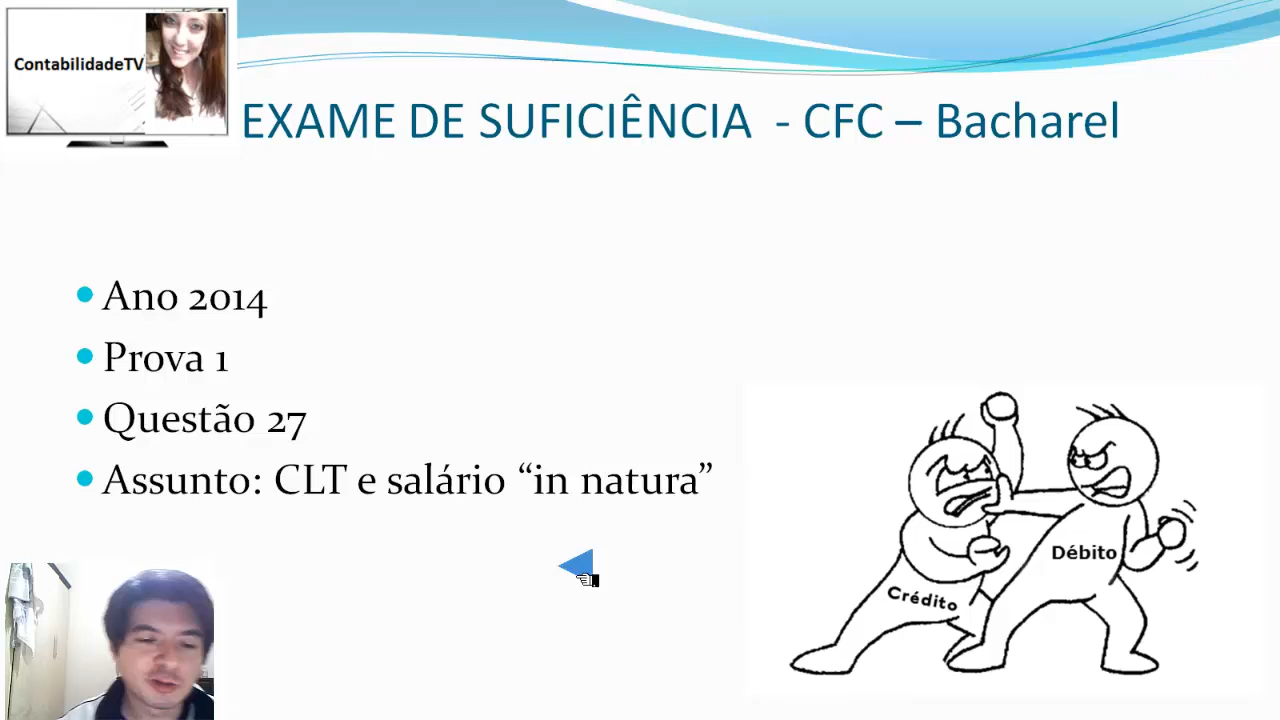 ContabilidadeTV
EXAME DE SUFICIÊNCIA - CFC – Bacharel
• Ano 2014
• Prova 1
• Questão 27
• Assunto: CLT e salário “in natura”
Débito
Crédito